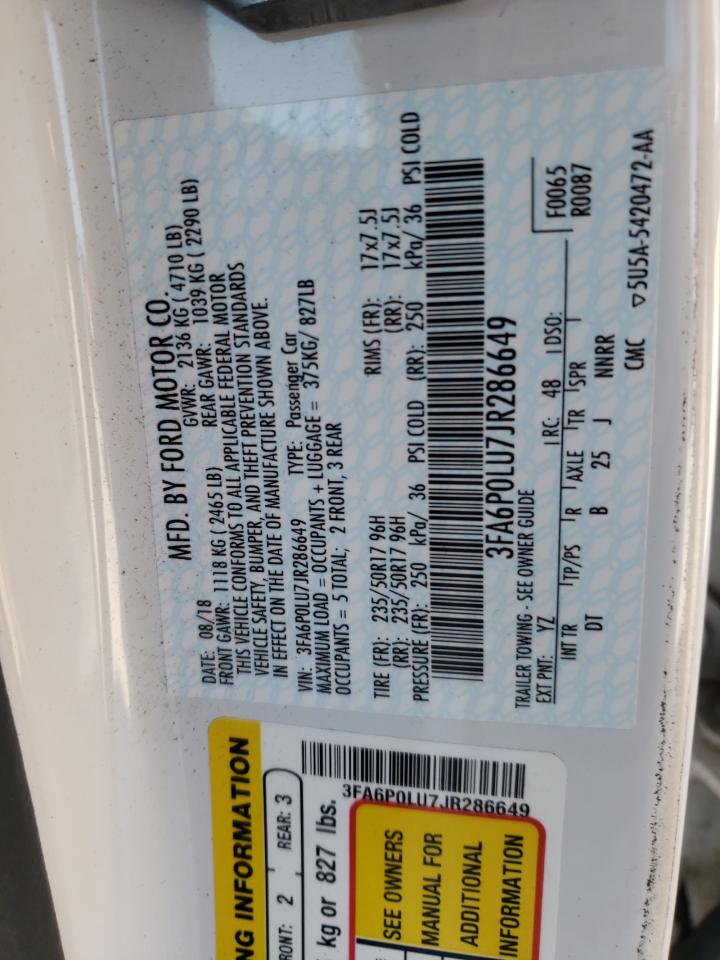 MFD. BY FORD MOTOR CO.
DATE: 08/18 GVWR: 2136 KG ( 4710 LB)
FRONT GAWR: 1118 KG ( 2465 LB) REAR GAWR: 1039 KG ( 2290 LB)
THIS VEHICLE CONFORMS TO ALL APPLICABLE FEDERAL MOTOR
VEHICLE SAFETY, BUMPER, AND THEFT PREVENTION STANDARDS
IN EFFECT ON THE DATE OF MANUFACTURE SHOWN ABOVE.
VIN: 3FA6P0LU7JR286649 TYPE: Passenger Car
MAXIMUM LOAD = OCCUPANTS + LUGGAGE = 375KG/ 827LB
OCCUPANTS = 5 TOTAL; 2 FRONT, 3 REAR
TIRE (FR): 235/50R17 96H RIMS (FR): 17x7.5J
(RR): 235/50R17 96H (RR): 17x7.5J
PRESSURE (FR): 250 kPa/ 36 PSI COLD (RR): 250 kPa/ 36 PSI COLD
3FA6P0LU7JR286649
TRAILER TOWING - SEE OWNER GUIDE
F0065
R0087
EXT PNT: YZ RC: 48 DSO:
INT TR TP/PS R AXLE TR SPR
DT B 25 J NNRR
CMC ▽5U5A-5420472-AA
NG INFORMATION
RONT: 2 REAR: 3
kg or 827 lbs.
3FA6P0LU7JR286649
SEE OWNERS
MANUAL FOR
ADDITIONAL
INFORMATION